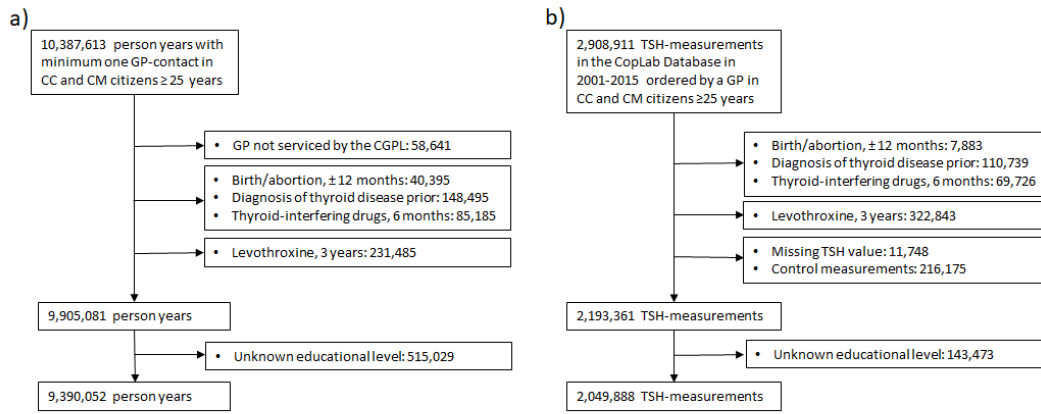 a)
10,387,613 person years with
minimum one GP-contact in
CC and CM citizens ≥ 25 years
• GP not serviced by the CGPL: 58,641
• Birth/abortion, ± 12 months: 40,395
• Diagnosis of thyroid disease prior: 148,495
• Thyroid-interfering drugs, 6 months: 85,185
• Levothroxine, 3 years: 231,485
9,905,081 person years
• Unknown educational level: 515,029
9,390,052 person years
b)
2,908,911 TSH-measurements
in the CopLab Database in
2001-2015 ordered by a GP in
CC and CM citizens ≥25 years
• Birth/abortion, ± 12 months: 7,883
• Diagnosis of thyroid disease prior: 110,739
• Thyroid-interfering drugs, 6 months: 69,726
• Levothroxine, 3 years: 322,843
• Missing TSH value: 11,748
• Control measurements: 216,175
2,193,361 TSH-measurements
• Unknown educational level: 143,473
2,049,888 TSH-measurements